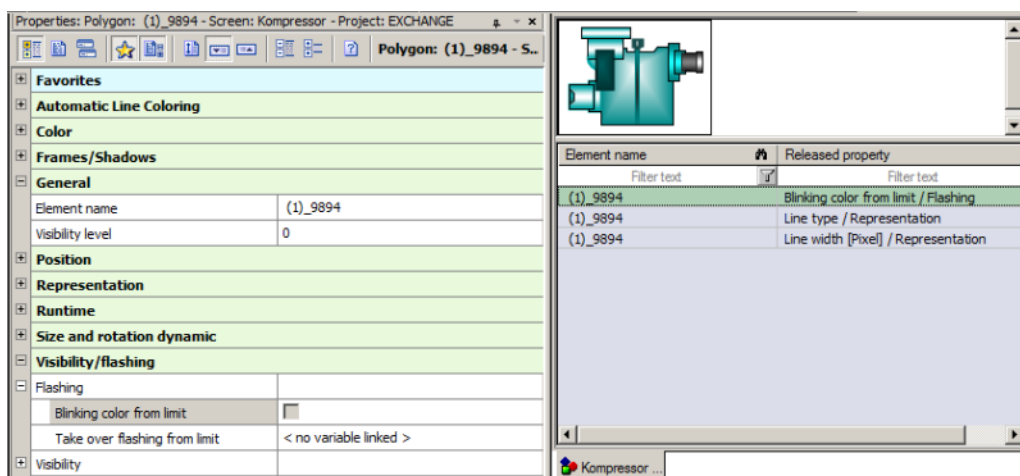 Properties: Polygon: (1)_9894 - Screen: Kompressor - Project: EXCHANGE
Polygon: (1)_9894 - S..
Favorites
Automatic Line Coloring
Color
Frames/Shadows
General
Element name (1)_9894
Visibility level 0
Position
Representation
Runtime
Size and rotation dynamic
Visibility/flashing
Flashing
Blinking color from limit
Take over flashing from limit < no variable linked >
Visibility
Element name Released property
Filter text Filter text
(1)_9894 Blinking color from limit / Flashing
(1)_9894 Line type / Representation
(1)_9894 Line width [Pixel] / Representation
Kompressor ...